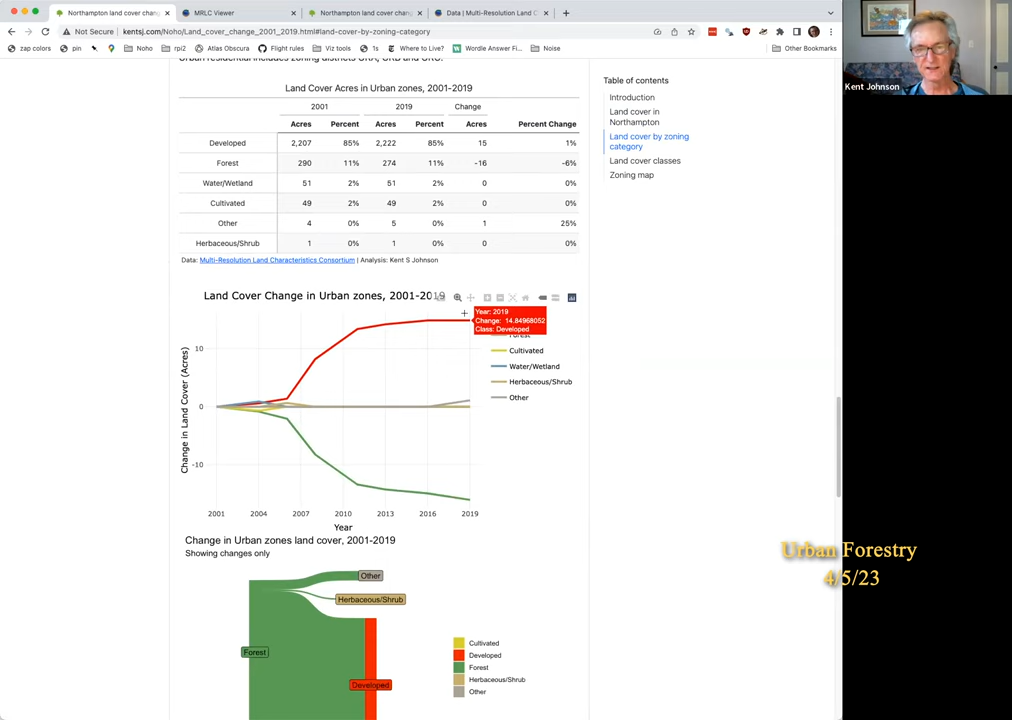 Northampton land cover chan
MRLC Viewer
Northampton land cover chang
Data | Multi-Resolution Land C
Not Secure | kentsj.com/Noho/Land_cover_change_2001_2019.html#land-cover-by-zoning-category
zap colors
pin
Noho
rpi2
Atlas Obscura
Flight rules
Viz tools
1s
Where to Live?
Wordle Answer Fi...
Noise
Other Bookmarks
Urban residential includes zoning districts
Land Cover Acres in Urban zones, 2001-2019
2001 2019 Change
Acres Percent Acres Percent Acres Percent Change
Developed 2,207 85% 2,222 85% 15 1%
Forest 290 11% 274 11% -16 -6%
Water/Wetland 51 2% 51 2% 0 0%
Cultivated 49 2% 49 2% 0 0%
Other 4 0% 5 0% 1 25%
Herbaceous/Shrub 1 0% 1 0% 0 0%
Data: Multi-Resolution Land Characteristics Consortium | Analysis: Kent S Johnson
Table of contents
Introduction
Land cover in
Northampton
Land cover by zoning
category
Land cover classes
Zoning map
Kent Johnson
Land Cover Change in Urban zones, 2001-2019
Year: 2019
Change: 14.84968052
Class: Developed
Forest
Cultivated
Water/Wetland
Herbaceous/Shrub
Other
Change in Land Cover (Acres)
10
0
-10
2001 2004 2007 2010 2013 2016 2019
Year
Change in Urban zones land cover, 2001-2019
Showing changes only
Other
Herbaceous/Shrub
Forest
Developed
Cultivated
Developed
Forest
Herbaceous/Shrub
Other
Urban Forestry
4/5/23